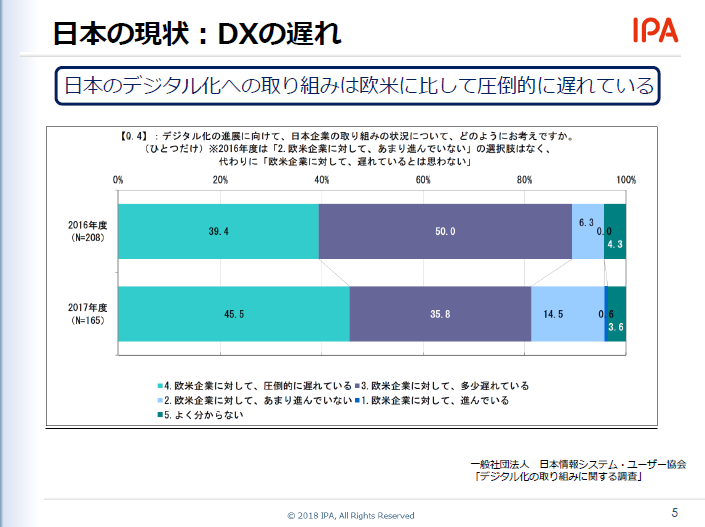 日本の現状：DXの遅れ
IPA
日本のデジタル化への取り組みは欧米に比して圧倒的に遅れている
【Q.4】：デジタル化の進展に向けて、日本企業の取り組みの状況について、どのようにお考えですか。
（ひとつだけ）※2016年度は「2.欧米企業に対して、あまり進んでいない」の選択肢はなく、
代わりに「欧米企業に対して、遅れているとは思わない」
0% 20% 40% 60% 80% 100%
2016年度
(N=208)
39.4 50.0 6.3 0.0 4.3
2017年度
(N=165)
45.5 35.8 14.5 0.6 3.6
4.欧米企業に対して、圧倒的に遅れている 3.欧米企業に対して、多少遅れている
2.欧米企業に対して、あまり進んでいない 1.欧米企業に対して、進んでいる
5.よく分からない
一般社団法人　日本情報システム・ユーザー協会
「デジタル化の取り組みに関する調査」
© 2018 IPA, All Rights Reserved
5